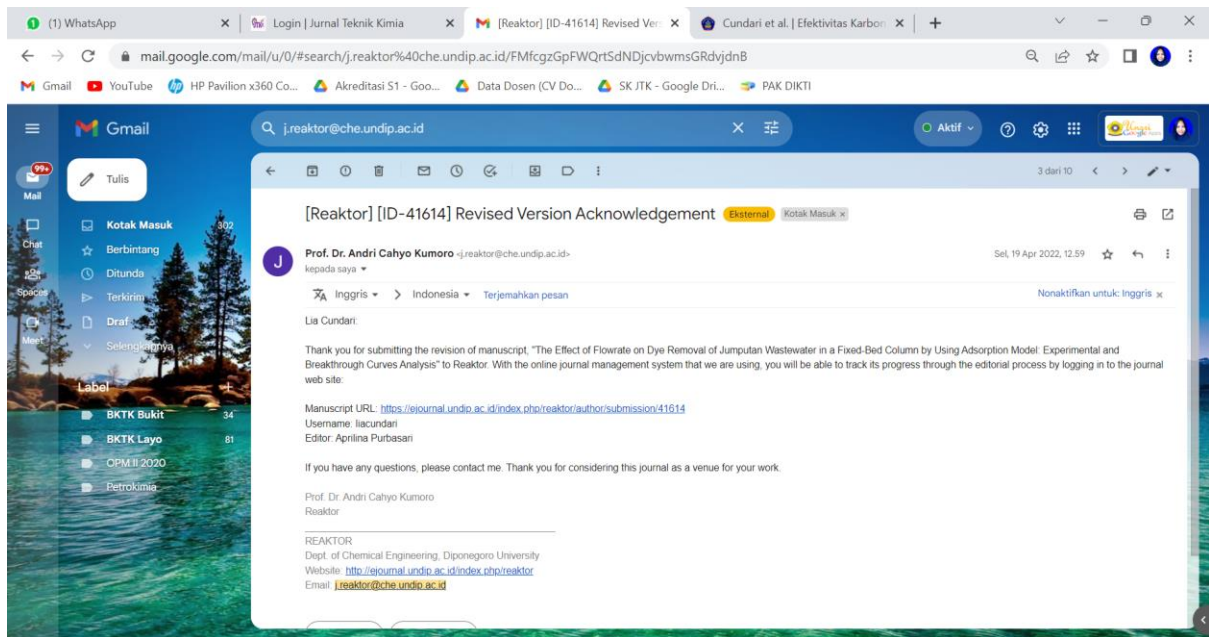 (1) WhatsApp
Login | Jurnal Teknik Kimia
[Reaktor] [ID-41614] Revised Ver
Cundari et al. | Efektivitas Karbon
mail.google.com/mail/u/0/#search/j.reaktor%40che.undip.ac.id/FMfcgzGpFWQrtSdNDjcvbwmsGRdvjdnB
Gmail
YouTube
HP Pavilion x360 Co...
Akreditasi S1 - Goo...
Data Dosen (CV Do...
SK JTK - Google Dri...
PAK DIKTI
Gmail
j.reaktor@che.undip.ac.id
Aktif
99+
Mail
Chat
Spaces
Meet
Tulis
Kotak Masuk 302
Berbintang
Ditunda
Terkirim
Draf
Selengkapnya
Label
BKTK Bukit 34
BKTK Layo 81
OPM II 2020
Petrokimia
3 dari 10
[Reaktor] [ID-41614] Revised Version Acknowledgement Eksternal Kotak Masuk x
Prof. Dr. Andri Cahyo Kumoro <j.reaktor@che.undip.ac.id>
Sel, 19 Apr 2022, 12.59
kepada saya
Inggris > Indonesia Terjemahkan pesan
Nonaktifkan untuk: Inggris x
Lia Cundari:
Thank you for submitting the revision of manuscript, "The Effect of Flowrate on Dye Removal of Jumputan Wastewater in a Fixed-Bed Column by Using Adsorption Model: Experimental and
Breakthrough Curves Analysis" to Reaktor. With the online journal management system that we are using, you will be able to track its progress through the editorial process by logging in to the journal
web site:
Manuscript URL: https://ejournal.undip.ac.id/index.php/reaktor/author/submission/41614
Username: liacundari
Editor: Aprilina Purbasari
If you have any questions, please contact me. Thank you for considering this journal as a venue for your work.
Prof. Dr. Andri Cahyo Kumoro
Reaktor
REAKTOR
Dept. of Chemical Engineering, Diponegoro University
Website: http://ejournal.undip.ac.id/index.php/reaktor
Email: j.reaktor@che.undip.ac.id